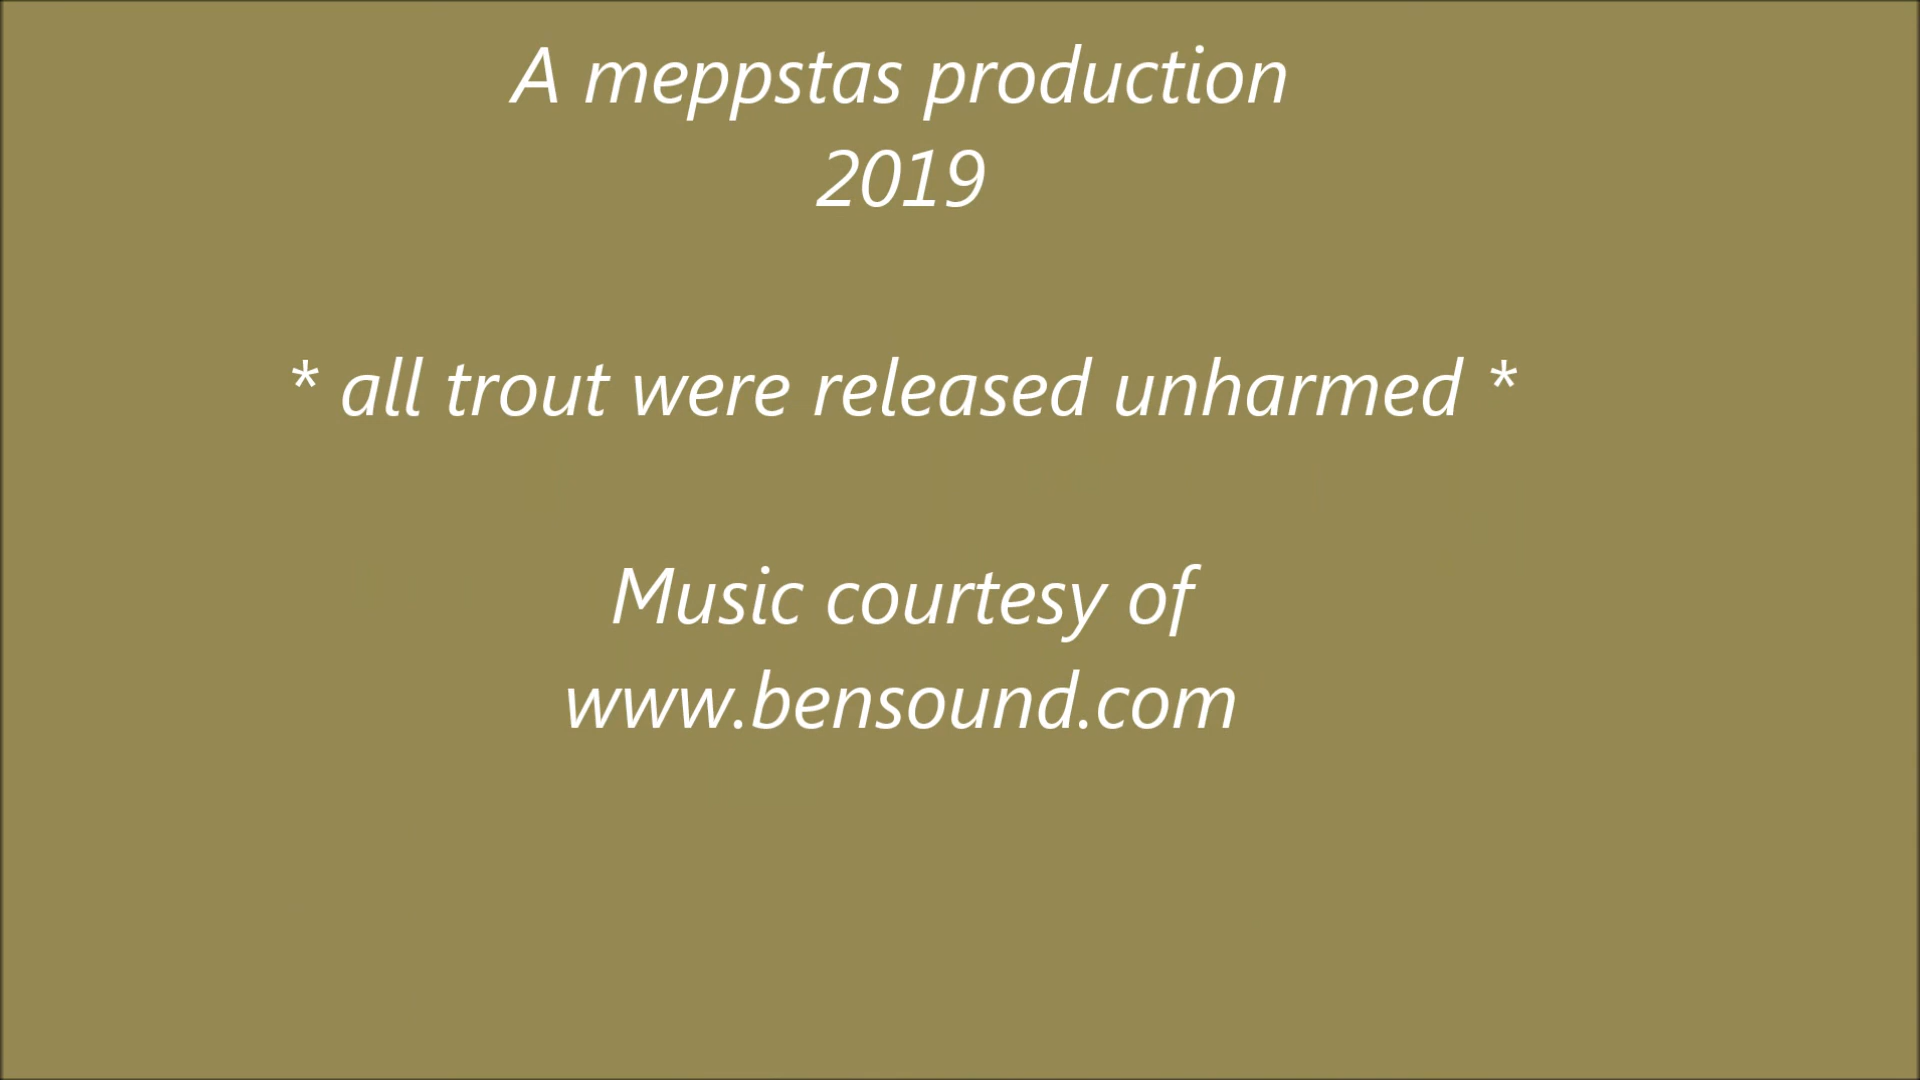 A meppstas production
2019
* all trout were released unharmed *
Music courtesy of
www.bensound.com